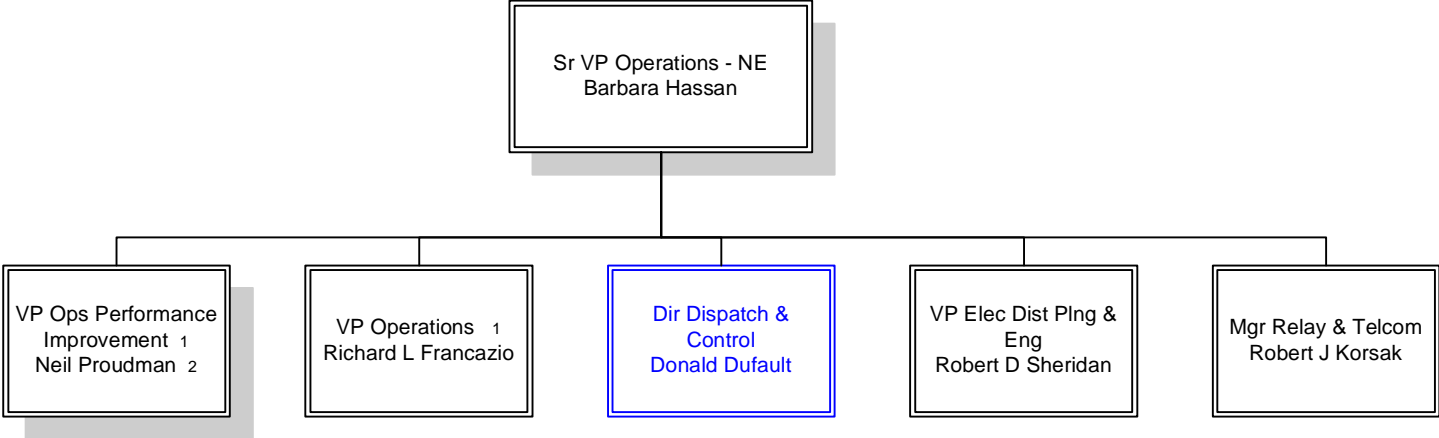 Sr VP Operations - NE
Barbara Hassan
VP Ops Performance
Improvement 1
Neil Proudman 2
VP Operations 1
Richard L Francazio
Dir Dispatch &
Control
Donald Dufault
VP Elec Dist Plng &
Eng
Robert D Sheridan
Mgr Relay & Telcom
Robert J Korsak